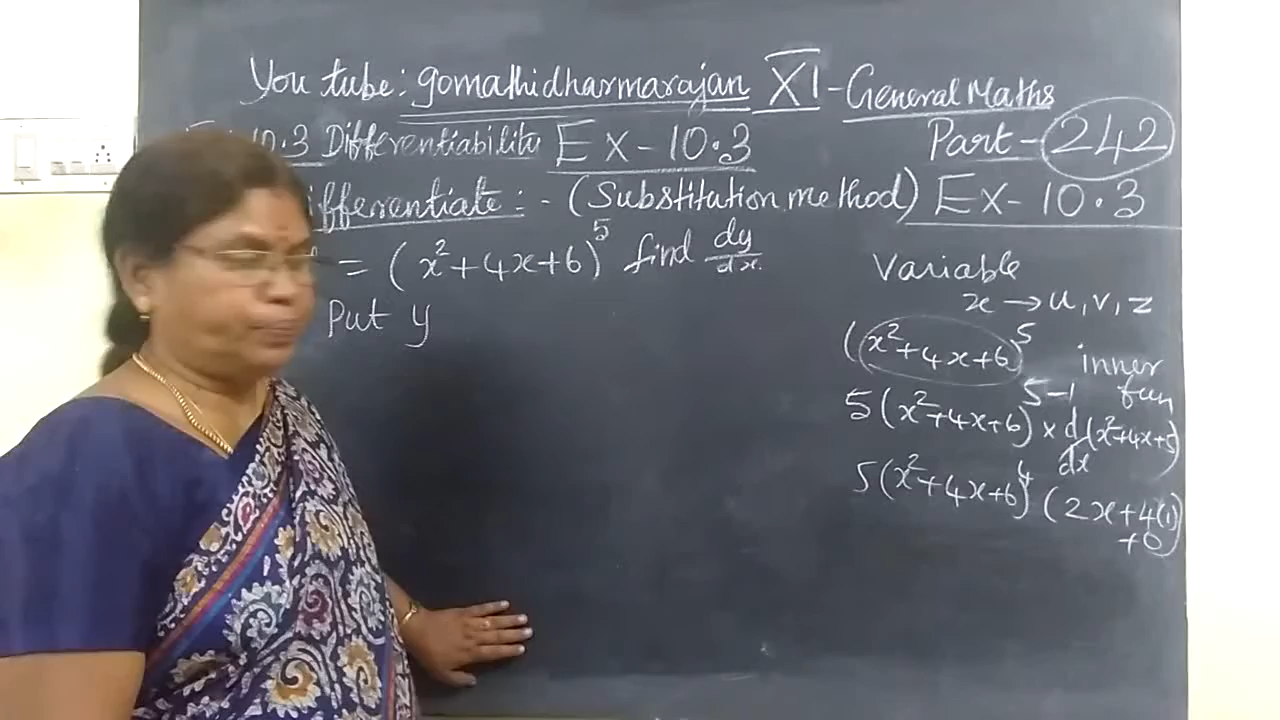 You tube: gomathidharmarajan XI - General Maths
10.3 Differentiability EX - 10.3 Part - 242
ifferentiate: - (Substitution method) EX - 10.3
= (x²+4x+6)⁵ find dy/dx.
Put y
Variable
x → u, v, z
(x²+4x+6)⁵ inner fun
5(x²+4x+6)⁵⁻¹ × d/dx (x²+4x+5)
5(x²+4x+6)⁴ (2x+4(1)
+0)